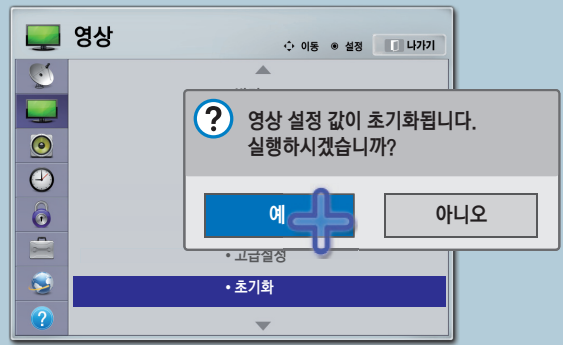 영상
이동 설정 나가기
영상 설정 값이 초기화됩니다.
실행하시겠습니까?
예 아니오
• 고급설정
• 초기화